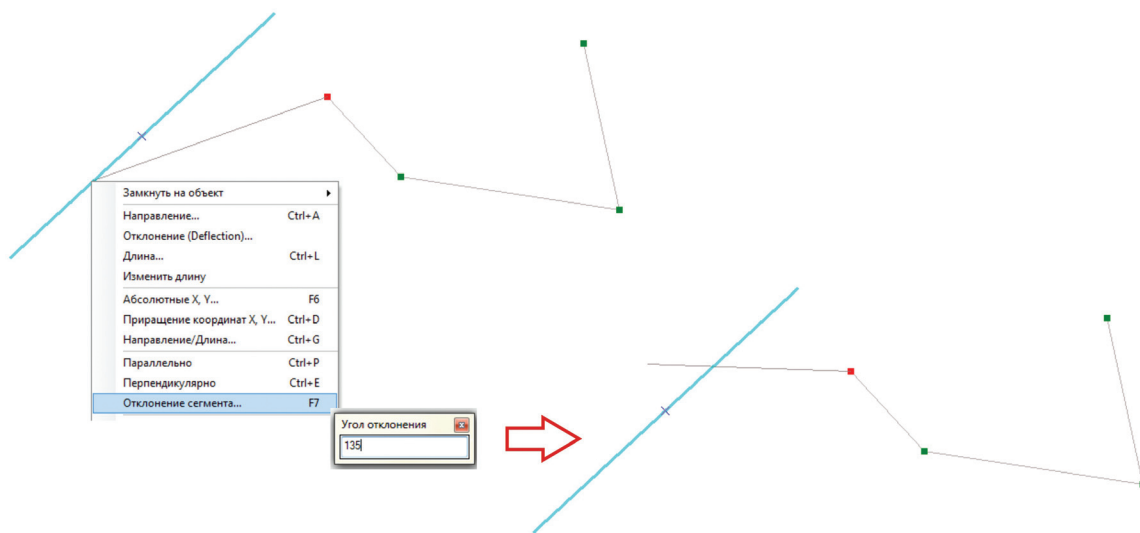 Замкнуть на объект
Направление... Ctrl+A
Отклонение (Deflection)...
Длина... Ctrl+L
Изменить длину
Абсолютные X, Y... F6
Приращение координат X, Y... Ctrl+D
Направление/Длина... Ctrl+G
Параллельно Ctrl+P
Перпендикулярно Ctrl+E
Отклонение сегмента... F7
Угол отклонения
135